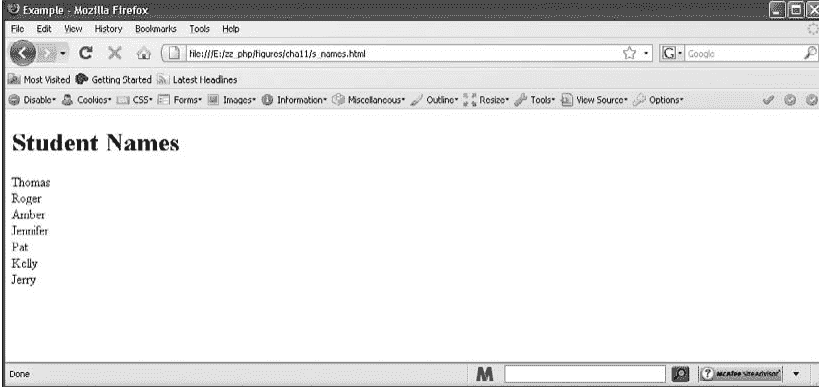 Example - Mozilla Firefox
File Edit View History Bookmarks Tools Help
file:///E:/zz_php/figures/cha11/s_names.html
Google
Most Visited Getting Started Latest Headlines
Disable Cookies CSS Forms Images Information Miscellaneous Outline Resize Tools View Source Options
Student Names
Thomas
Roger
Amber
Jennifer
Pat
Kelly
Jerry
Done
McAfee SiteAdvisor